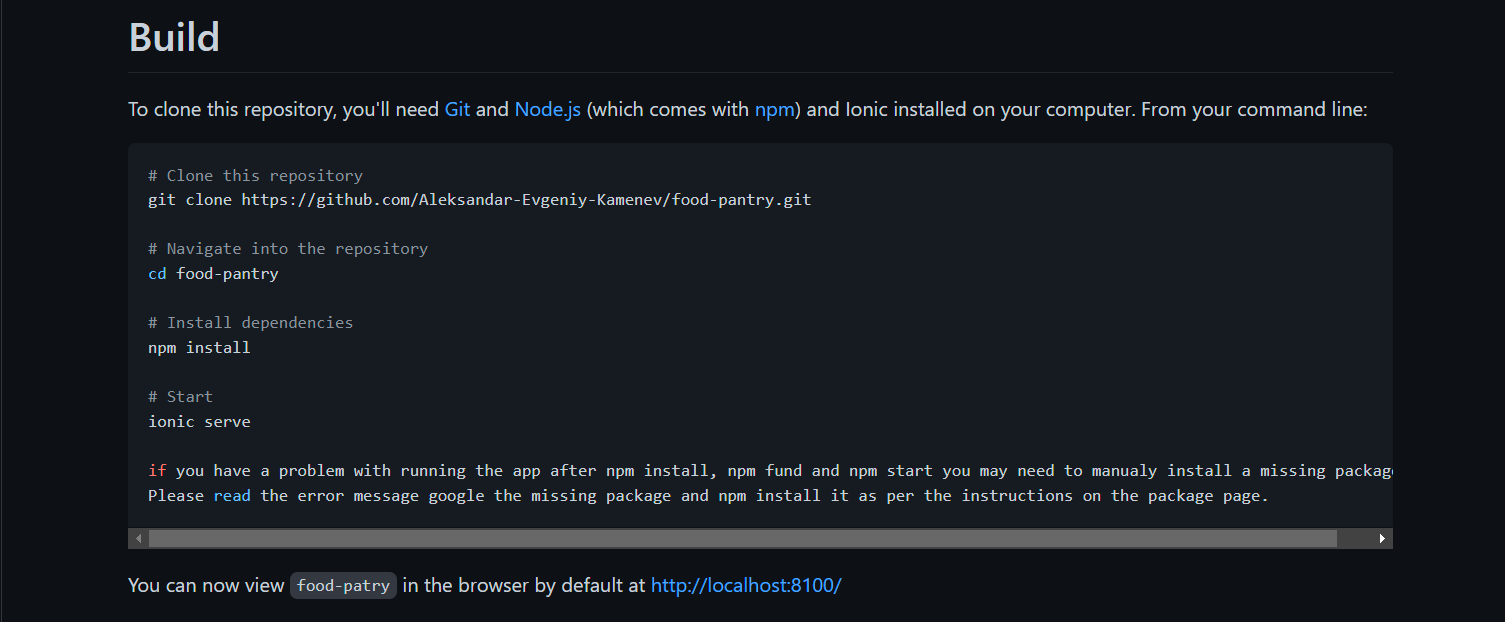 Build
To clone this repository, you'll need Git and Node.js (which comes with npm) and Ionic installed on your computer. From your command line:
# Clone this repository
git clone https://github.com/Aleksandar-Evgeniy-Kamenev/food-pantry.git
# Navigate into the repository
cd food-pantry
# Install dependencies
npm install
# Start
ionic serve
if you have a problem with running the app after npm install, npm fund and npm start you may need to manualy install a missing package
Please read the error message google the missing package and npm install it as per the instructions on the package page.
You can now view food-patry in the browser by default at http://localhost:8100/